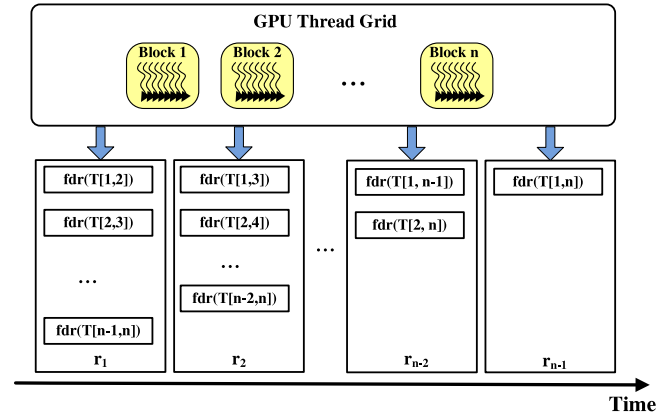 GPU Thread Grid
Block 1
Block 2
...
Block n
fdr(T[1,2])
fdr(T[2,3])
...
fdr(T[n-1,n])
r1
fdr(T[1,3])
fdr(T[2,4])
...
fdr(T[n-2,n])
r2
...
fdr(T[1, n-1])
fdr(T[2, n])
rn-2
fdr(T[1,n])
rn-1
Time